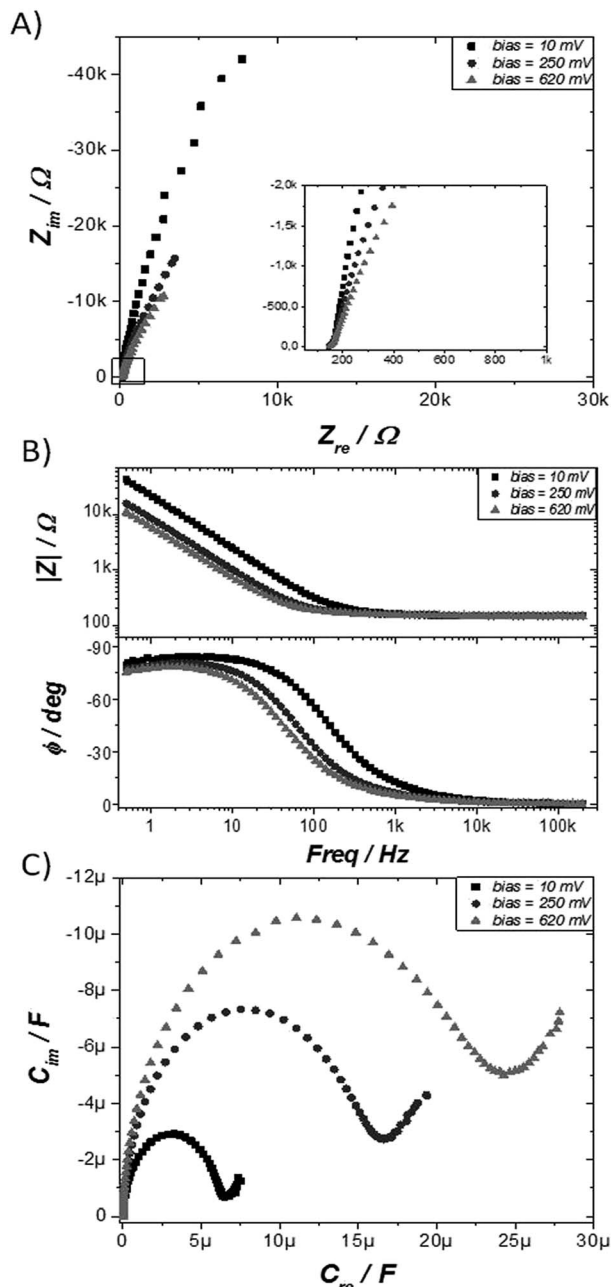 A)
-40k
-30k
-20k
-10k
0
Z_im / Ω
bias = 10 mV
bias = 250 mV
bias = 620 mV
-2,0k
-1,5k
-1,0k
-500,0
0,0
200 400 600 800 1k
0 10k 20k 30k
Z_re / Ω
B)
bias = 10 mV
bias = 250 mV
bias = 620 mV
10k
1k
100
|Z| / Ω
-90
-60
-30
0
ϕ / deg
1 10 100 1k 10k 100k
Freq / Hz
C)
-12µ
-10µ
-8µ
-6µ
-4µ
-2µ
0
C_im / F
bias = 10 mV
bias = 250 mV
bias = 620 mV
0 5µ 10µ 15µ 20µ 25µ 30µ
C_re / F